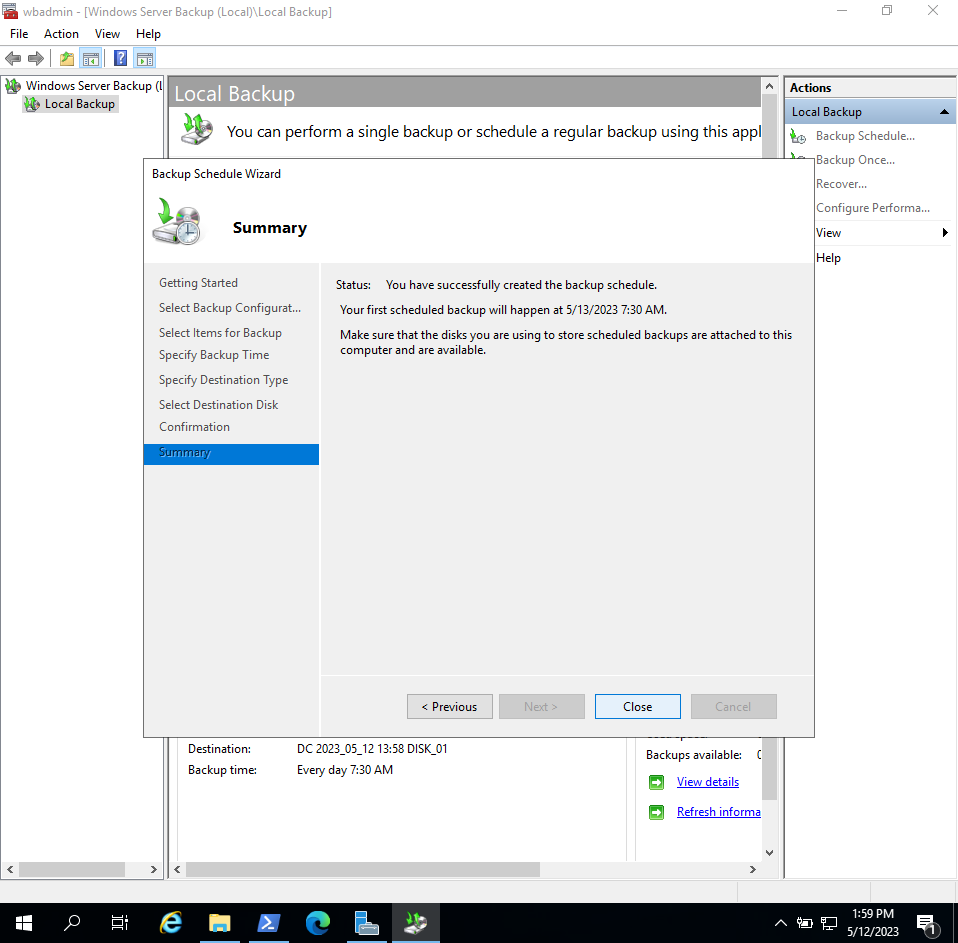 wbadmin - [Windows Server Backup (Local)\Local Backup]
File Action View Help
Windows Server Backup (L
Local Backup
Local Backup
You can perform a single backup or schedule a regular backup using this appl
Actions
Local Backup
Backup Schedule...
Backup Once...
Recover...
Configure Performa...
View
Help
Backup Schedule Wizard
Summary
Getting Started
Select Backup Configurat...
Select Items for Backup
Specify Backup Time
Specify Destination Type
Select Destination Disk
Confirmation
Summary
Status: You have successfully created the backup schedule.
Your first scheduled backup will happen at 5/13/2023 7:30 AM.
Make sure that the disks you are using to store scheduled backups are attached to this
computer and are available.
< Previous
Next >
Close
Cancel
Destination: DC 2023_05_12 13:58 DISK_01
Backup time: Every day 7:30 AM
Backups available: 0
View details
Refresh informa
1:59 PM
5/12/2023
1